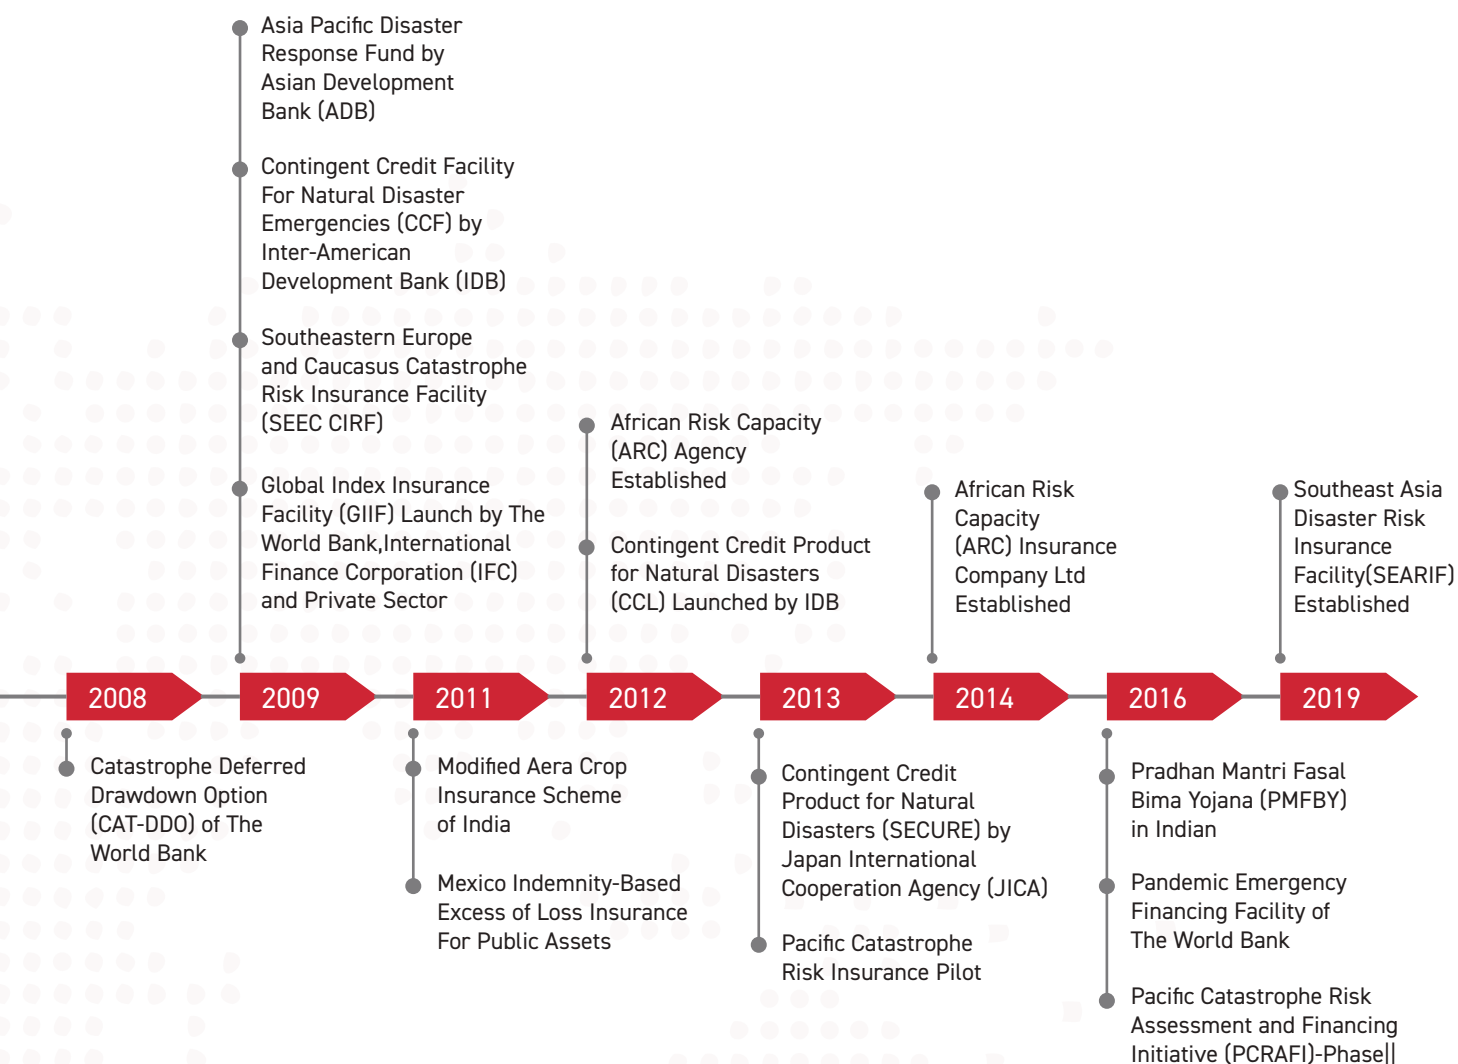 Asia Pacific Disaster
Response Fund by
Asian Development
Bank (ADB)
Contingent Credit Facility
For Natural Disaster
Emergencies (CCF) by
Inter-American
Development Bank (IDB)
Southeastern Europe
and Caucasus Catastrophe
Risk Insurance Facility
(SEEC CIRF)
Global Index Insurance
Facility (GIIF) Launch by The
World Bank,International
Finance Corporation (IFC)
and Private Sector
African Risk Capacity
(ARC) Agency
Established
Contingent Credit Product
for Natural Disasters
(CCL) Launched by IDB
African Risk
Capacity
(ARC) Insurance
Company Ltd
Established
Southeast Asia
Disaster Risk
Insurance
Facility(SEARIF)
Established
2008
2009
2011
2012
2013
2014
2016
2019
Catastrophe Deferred
Drawdown Option
(CAT-DDO) of The
World Bank
Modified Aera Crop
Insurance Scheme
of India
Mexico Indemnity-Based
Excess of Loss Insurance
For Public Assets
Contingent Credit
Product for Natural
Disasters (SECURE) by
Japan International
Cooperation Agency (JICA)
Pacific Catastrophe
Risk Insurance Pilot
Pradhan Mantri Fasal
Bima Yojana (PMFBY)
in Indian
Pandemic Emergency
Financing Facility of
The World Bank
Pacific Catastrophe Risk
Assessment and Financing
Initiative (PCRAFI)-Phase||